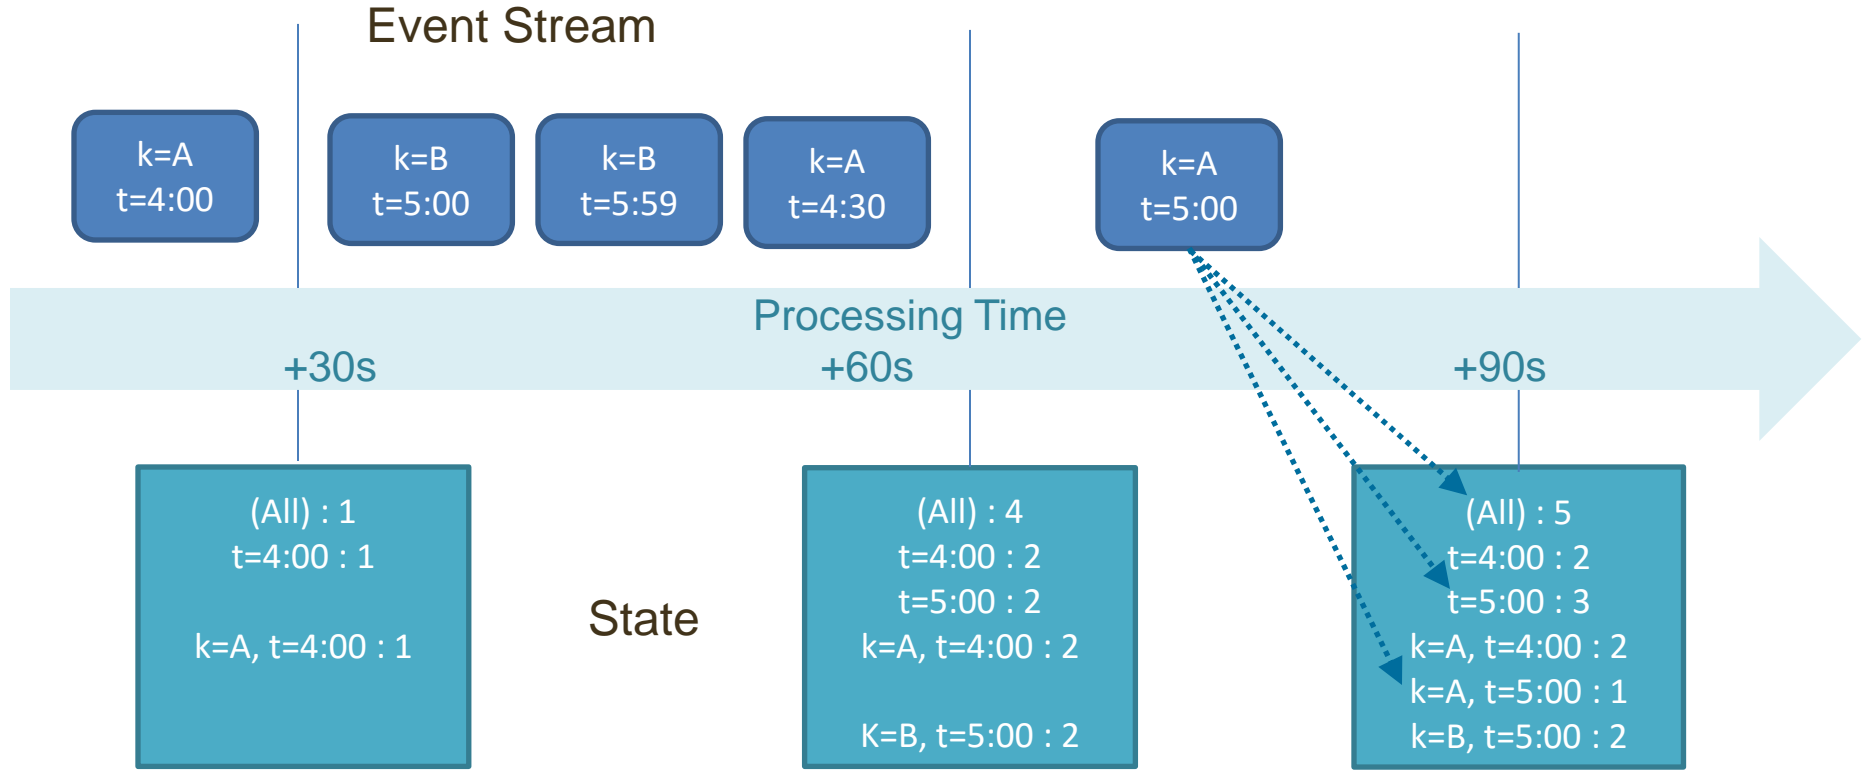 Event Stream
k=A
t=4:00
k=B
t=5:00
k=B
t=5:59
k=A
t=4:30
k=A
t=5:00
Processing Time
+30s
+60s
+90s
(All) : 1
t=4:00 : 1
k=A, t=4:00 : 1
State
(All) : 4
t=4:00 : 2
t=5:00 : 2
k=A, t=4:00 : 2
K=B, t=5:00 : 2
(All) : 5
t=4:00 : 2
t=5:00 : 3
k=A, t=4:00 : 2
k=A, t=5:00 : 1
k=B, t=5:00 : 2